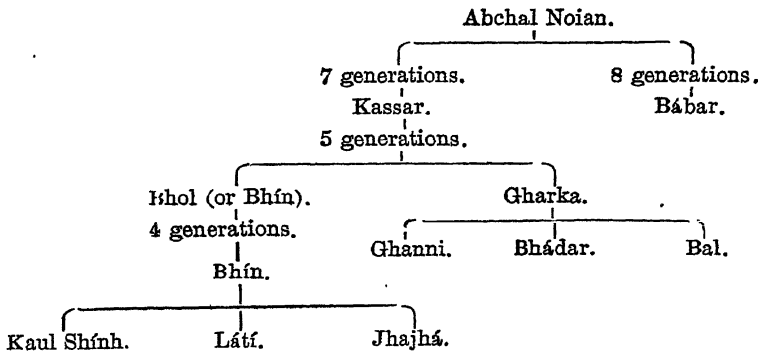 Abchal Noian.
7 generations. 8 generations.
Kassar. Bábar.
5 generations.
Khol (or Bhín). Gharka.
4 generations.
Ghanni. Bhádar. Bal.
Bhín.
Kaul Shính. Látí. Jhajhá.